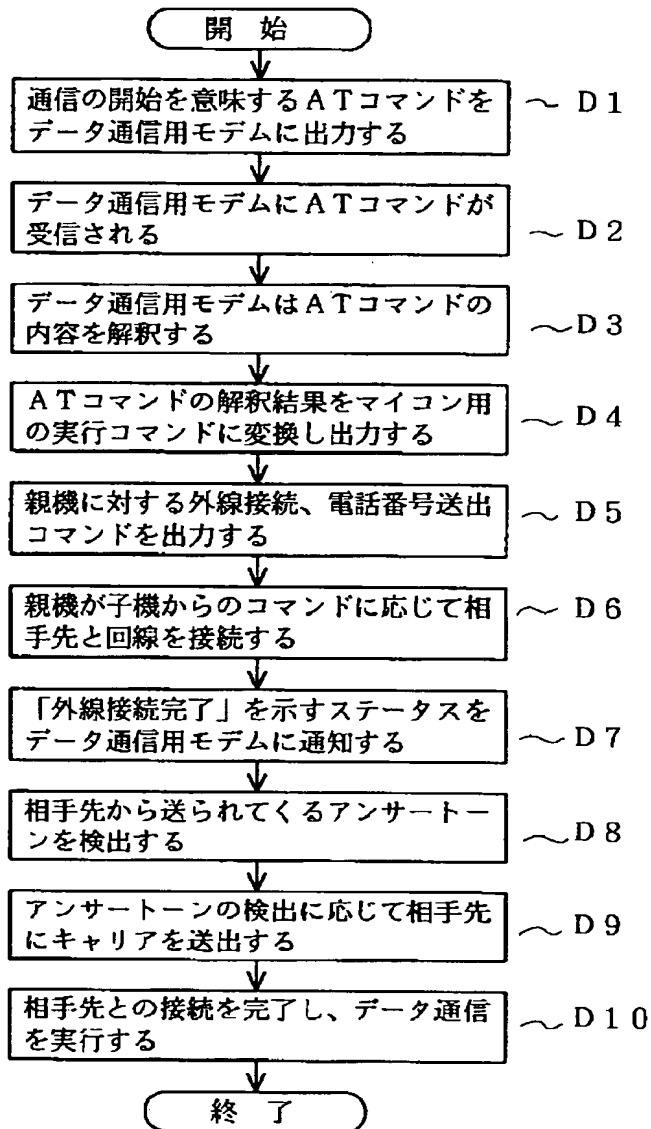 開 始
通信の開始を意味するＡＴコマンドを
データ通信用モデムに出力する
～ Ｄ１
データ通信用モデムにＡＴコマンドが
受信される
～ Ｄ２
データ通信用モデムはＡＴコマンドの
内容を解釈する
～ Ｄ３
ＡＴコマンドの解釈結果をマイコン用
の実行コマンドに変換し出力する
～ Ｄ４
親機に対する外線接続、電話番号送出
コマンドを出力する
～ Ｄ５
親機が子機からのコマンドに応じて相
手先と回線を接続する
～ Ｄ６
「外線接続完了」を示すステータスを
データ通信用モデムに通知する
～ Ｄ７
相手先から送られてくるアンサートー
ンを検出する
～ Ｄ８
アンサートーンの検出に応じて相手先
にキャリアを送出する
～ Ｄ９
相手先との接続を完了し、データ通信
を実行する
～ Ｄ１０
終 了